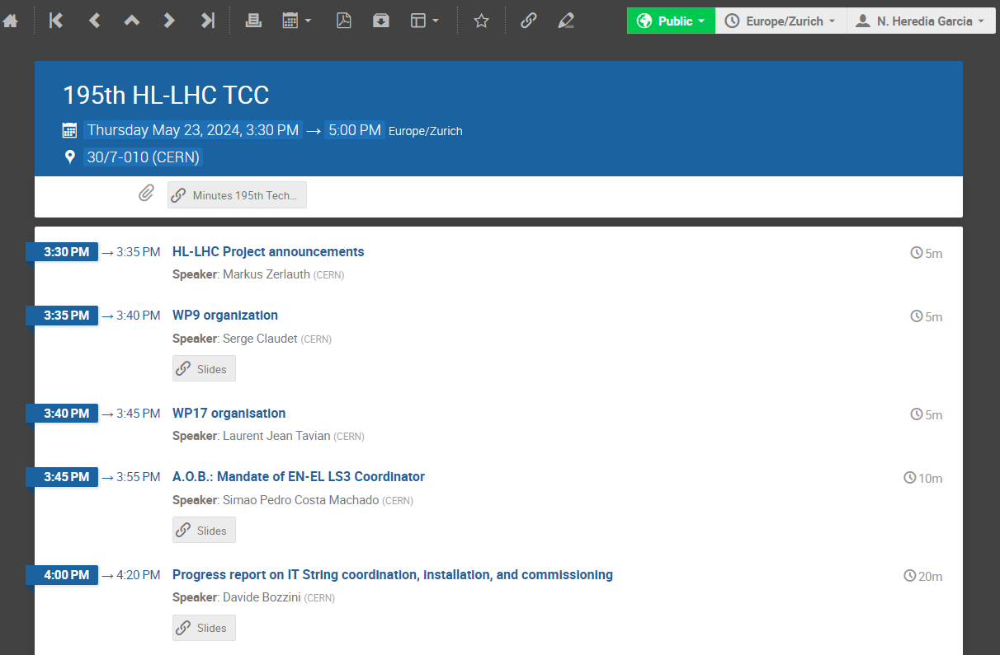 Public Europe/Zurich N. Heredia Garcia
195th HL-LHC TCC
Thursday May 23, 2024, 3:30 PM → 5:00 PM Europe/Zurich
30/7-010 (CERN)
Minutes 195th Tech...
3:30 PM → 3:35 PM HL-LHC Project announcements 5m
Speaker: Markus Zerlauth (CERN)
3:35 PM → 3:40 PM WP9 organization 5m
Speaker: Serge Claudet (CERN)
Slides
3:40 PM → 3:45 PM WP17 organisation 5m
Speaker: Laurent Jean Tavian (CERN)
3:45 PM → 3:55 PM A.O.B.: Mandate of EN-EL LS3 Coordinator 10m
Speaker: Simao Pedro Costa Machado (CERN)
Slides
4:00 PM → 4:20 PM Progress report on IT String coordination, installation, and commissioning 20m
Speaker: Davide Bozzini (CERN)
Slides